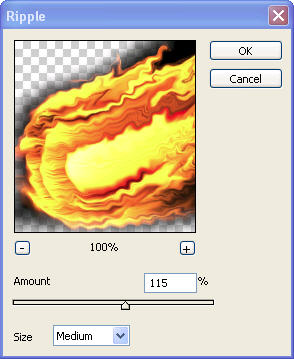 Ripple
OK
Cancel
- 100% +
Amount 115 %
Size Medium